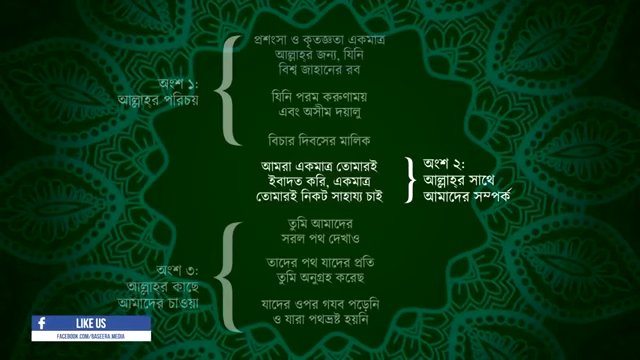 অংশ ১:
আল্লাহর পরিচয়
প্রশংসা ও কৃতজ্ঞতা একমাত্র
আল্লাহর জন্য, যিনি
বিশ্ব জাহানের রব
যিনি পরম করুণাময়
এবং অসীম দয়ালু
বিচার দিবসের মালিক
আমরা একমাত্র তোমারই
ইবাদত করি, একমাত্র
তোমারই নিকট সাহায্য চাই
অংশ ২:
আল্লাহর সাথে
আমাদের সম্পর্ক
অংশ ৩:
আল্লাহর কাছে
আমাদের চাওয়া
তুমি আমাদের
সরল পথ দেখাও
তাদের পথ যাদের প্রতি
তুমি অনুগ্রহ করেছ
যাদের ওপর গযব পড়েনি
ও যারা পথভ্রষ্ট হয়নি
f LIKE US
FACEBOOK.COM/BASEERA.MEDIA